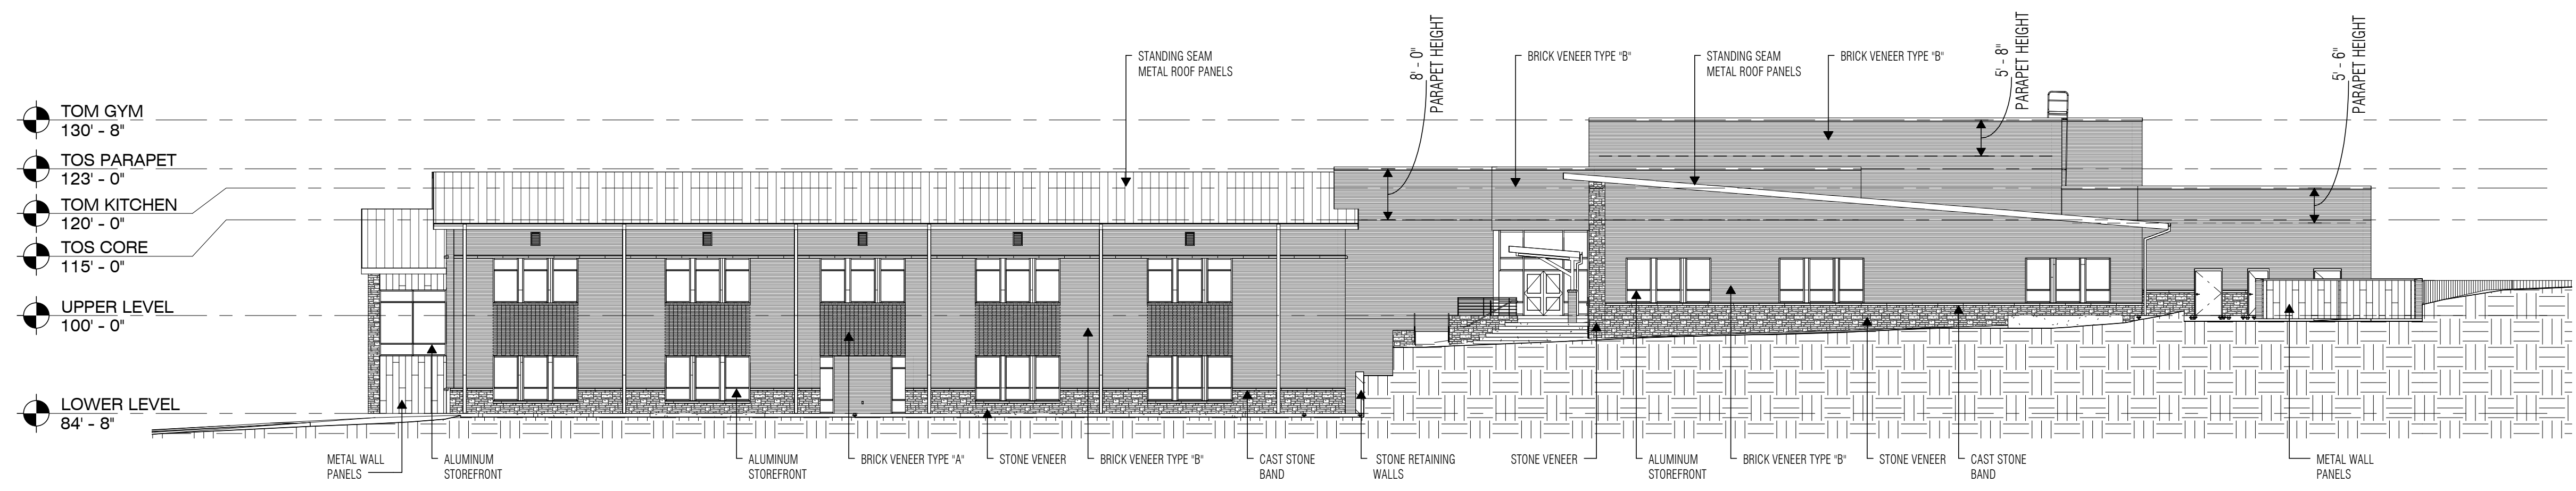 TOM GYM
130' - 8"
TOS PARAPET
123' - 0"
TOM KITCHEN
120' - 0"
TOS CORE
115' - 0"
UPPER LEVEL
100' - 0"
LOWER LEVEL
84' - 8"
STANDING SEAM
METAL ROOF PANELS
8' - 0"
PARAPET HEIGHT
BRICK VENEER TYPE "B"
STANDING SEAM
METAL ROOF PANELS
BRICK VENEER TYPE "B"
5' - 8"
PARAPET HEIGHT
5' - 6"
PARAPET HEIGHT
METAL WALL
PANELS
ALUMINUM
STOREFRONT
ALUMINUM
STOREFRONT
BRICK VENEER TYPE "A"
STONE VENEER
BRICK VENEER TYPE "B"
CAST STONE
BAND
STONE RETAINING
WALLS
STONE VENEER
ALUMINUM
STOREFRONT
BRICK VENEER TYPE "B"
STONE VENEER
CAST STONE
BAND
METAL WALL
PANELS